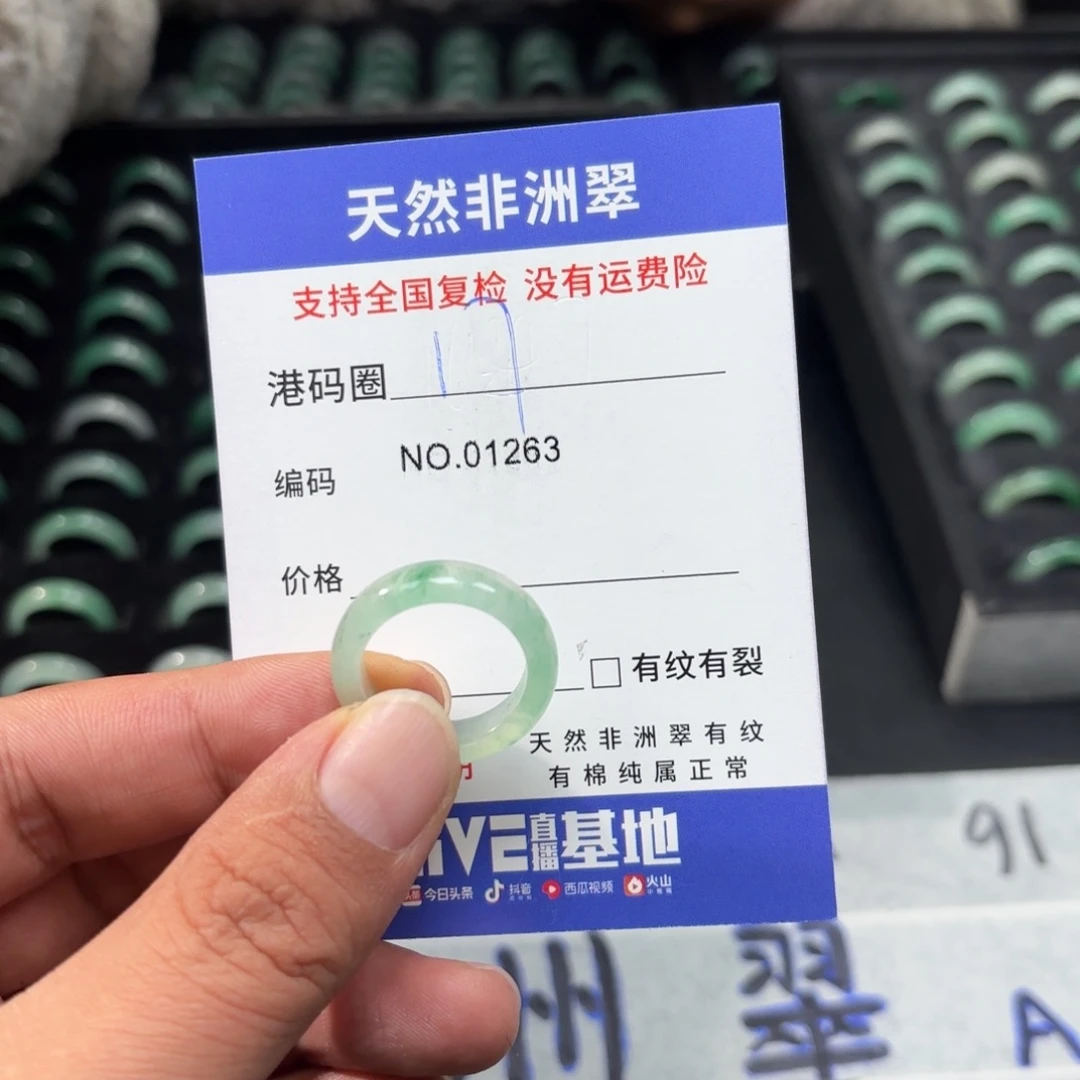 天然非洲翠
支持全国复检 没有运费险
港码圈 17
编码 NO.01263
价格
□有纹有裂
天然非洲翠有纹
有棉纯属正常
直播基地
今日头条 抖音 西瓜视频 火山
91
洲 翠 A